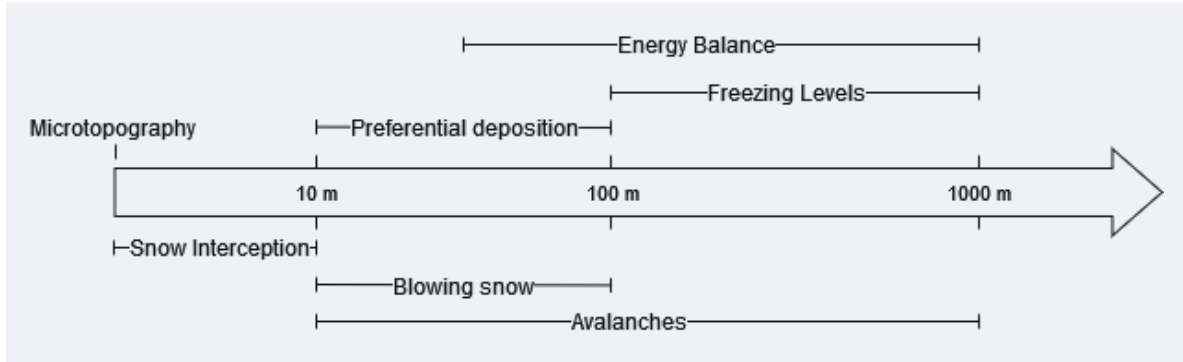 Energy Balance
Freezing Levels
Microtopography
Preferential deposition
10 m
100 m
1000 m
Snow Interception
Blowing snow
Avalanches